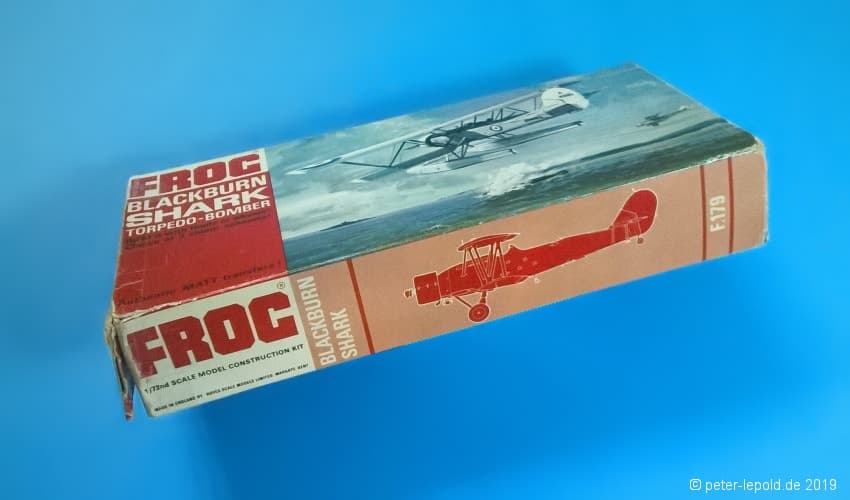 FROG
BLACKBURN
SHARK
TORPEDO-BOMBER
Authentic MATT transfers!
FROG®
1/72nd SCALE MODEL CONSTRUCTION KIT
MADE IN ENGLAND BY ROVEX SCALE MODELS LIMITED MARGATE KENT
BLACKBURN
SHARK
F.179
© peter-lepold.de 2019